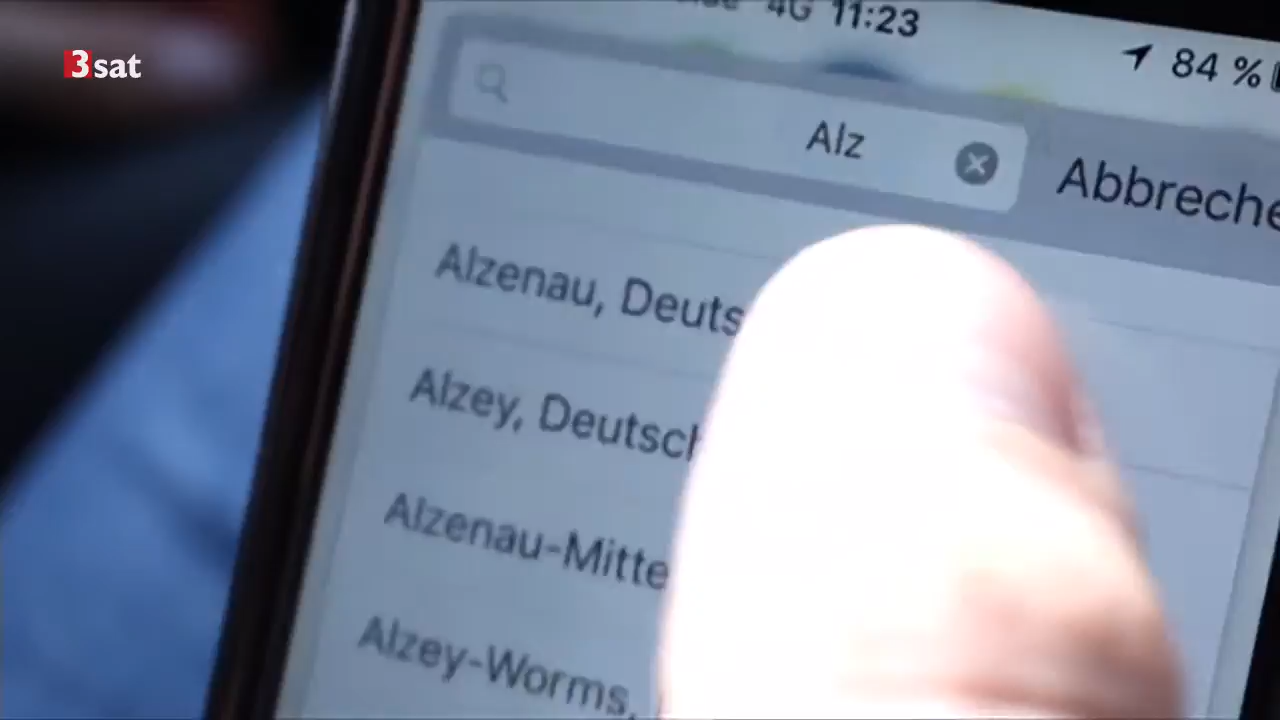 3sat
4G 11:23
84 %
Alz
Abbreche
Alzenau, Deuts
Alzey, Deutsch
Alzenau-Mitte
Alzey-Worms,